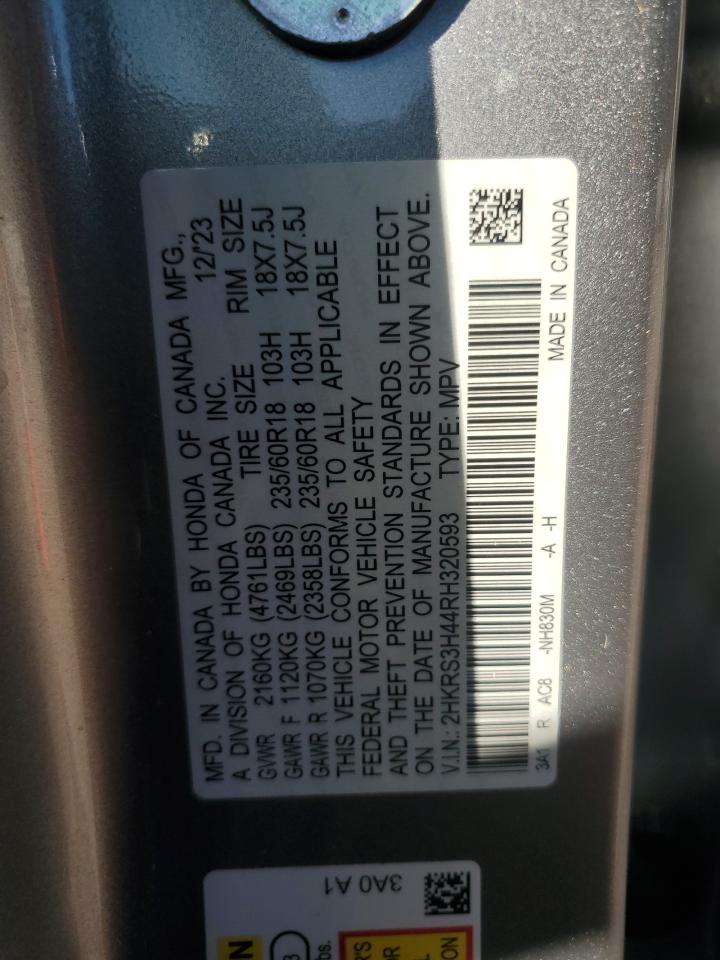 MFD. IN CANADA BY HONDA OF CANADA MFG.,
A DIVISION OF HONDA CANADA INC. 12/'23
GVWR 2160KG (4761LBS) TIRE SIZE RIM SIZE
GAWR F 1120KG (2469LBS) 235/60R18 103H 18X7.5J
GAWR R 1070KG (2358LBS) 235/60R18 103H 18X7.5J
THIS VEHICLE CONFORMS TO ALL APPLICABLE
FEDERAL MOTOR VEHICLE SAFETY
AND THEFT PREVENTION STANDARDS IN EFFECT
ON THE DATE OF MANUFACTURE SHOWN ABOVE.
V.I.N.: 2HKRS3H44RH320593 TYPE: MPV
3A1 R AC8 -NH830M -A -H MADE IN CANADA
3A0 A1